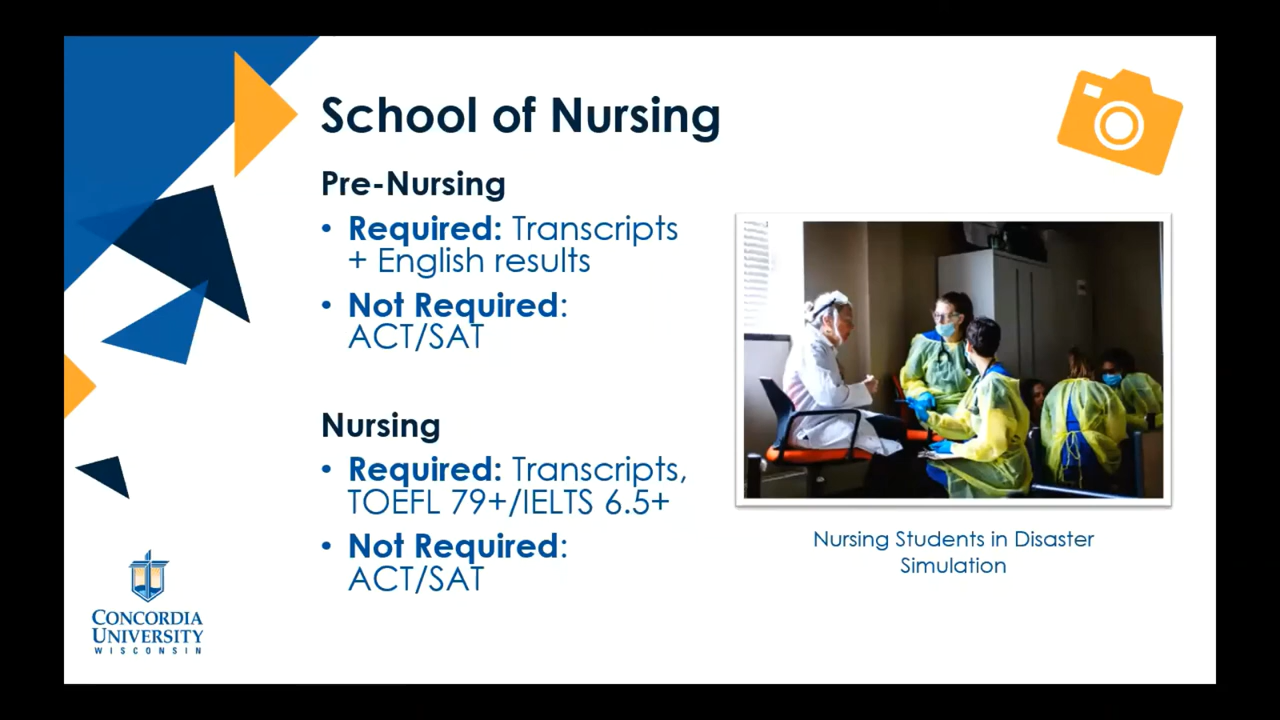 School of Nursing
Pre-Nursing
• Required: Transcripts
+ English results
• Not Required:
ACT/SAT
Nursing
• Required: Transcripts,
TOEFL 79+/IELTS 6.5+
• Not Required:
ACT/SAT
Nursing Students in Disaster
Simulation
CONCORDIA
UNIVERSITY
WISCONSIN